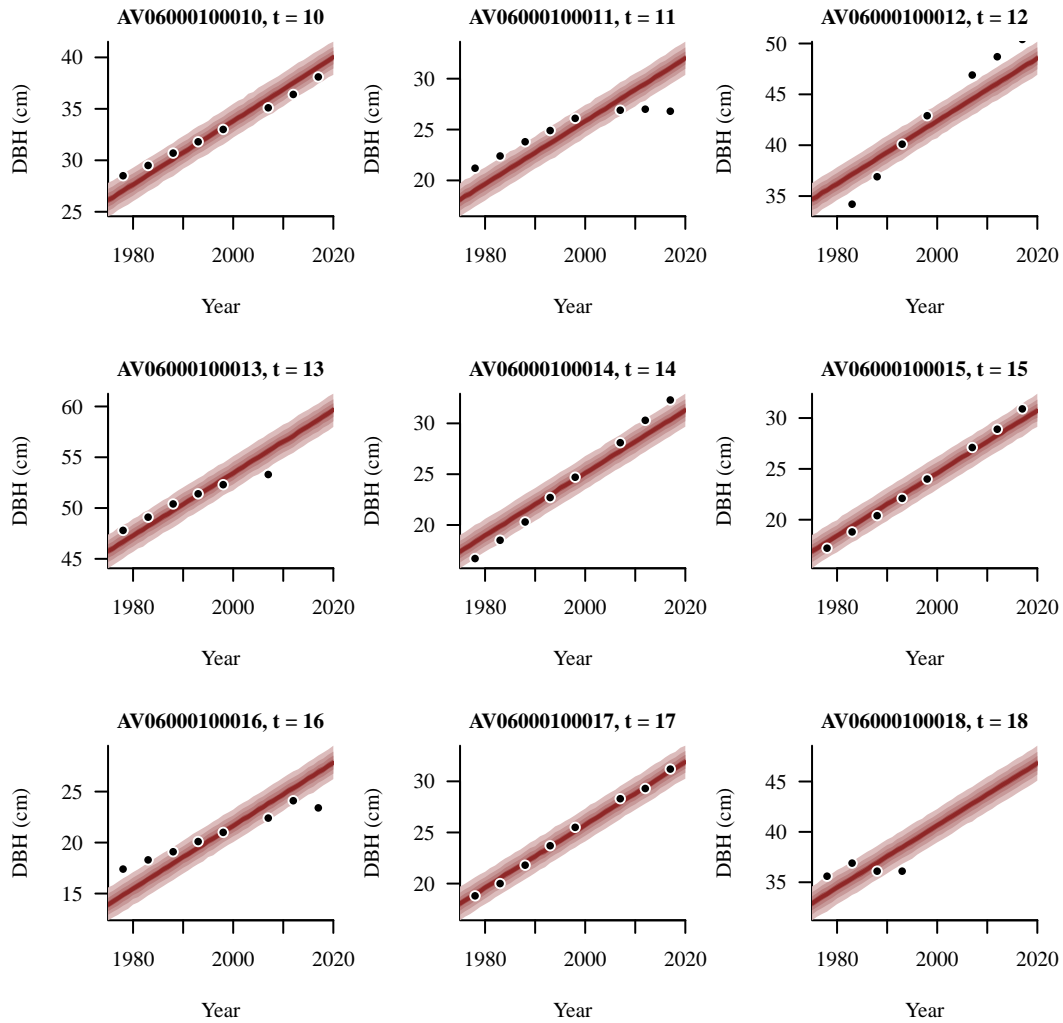 AV06000100010, t = 10
DBH (cm)
40
35
30
25
1980 2000 2020
Year
AV06000100011, t = 11
DBH (cm)
30
25
20
1980 2000 2020
Year
AV06000100012, t = 12
DBH (cm)
50
45
40
35
1980 2000 2020
Year
AV06000100013, t = 13
DBH (cm)
60
55
50
45
1980 2000 2020
Year
AV06000100014, t = 14
DBH (cm)
30
25
20
1980 2000 2020
Year
AV06000100015, t = 15
DBH (cm)
30
25
20
1980 2000 2020
Year
AV06000100016, t = 16
DBH (cm)
25
20
15
1980 2000 2020
Year
AV06000100017, t = 17
DBH (cm)
30
25
20
1980 2000 2020
Year
AV06000100018, t = 18
DBH (cm)
45
40
35
1980 2000 2020
Year